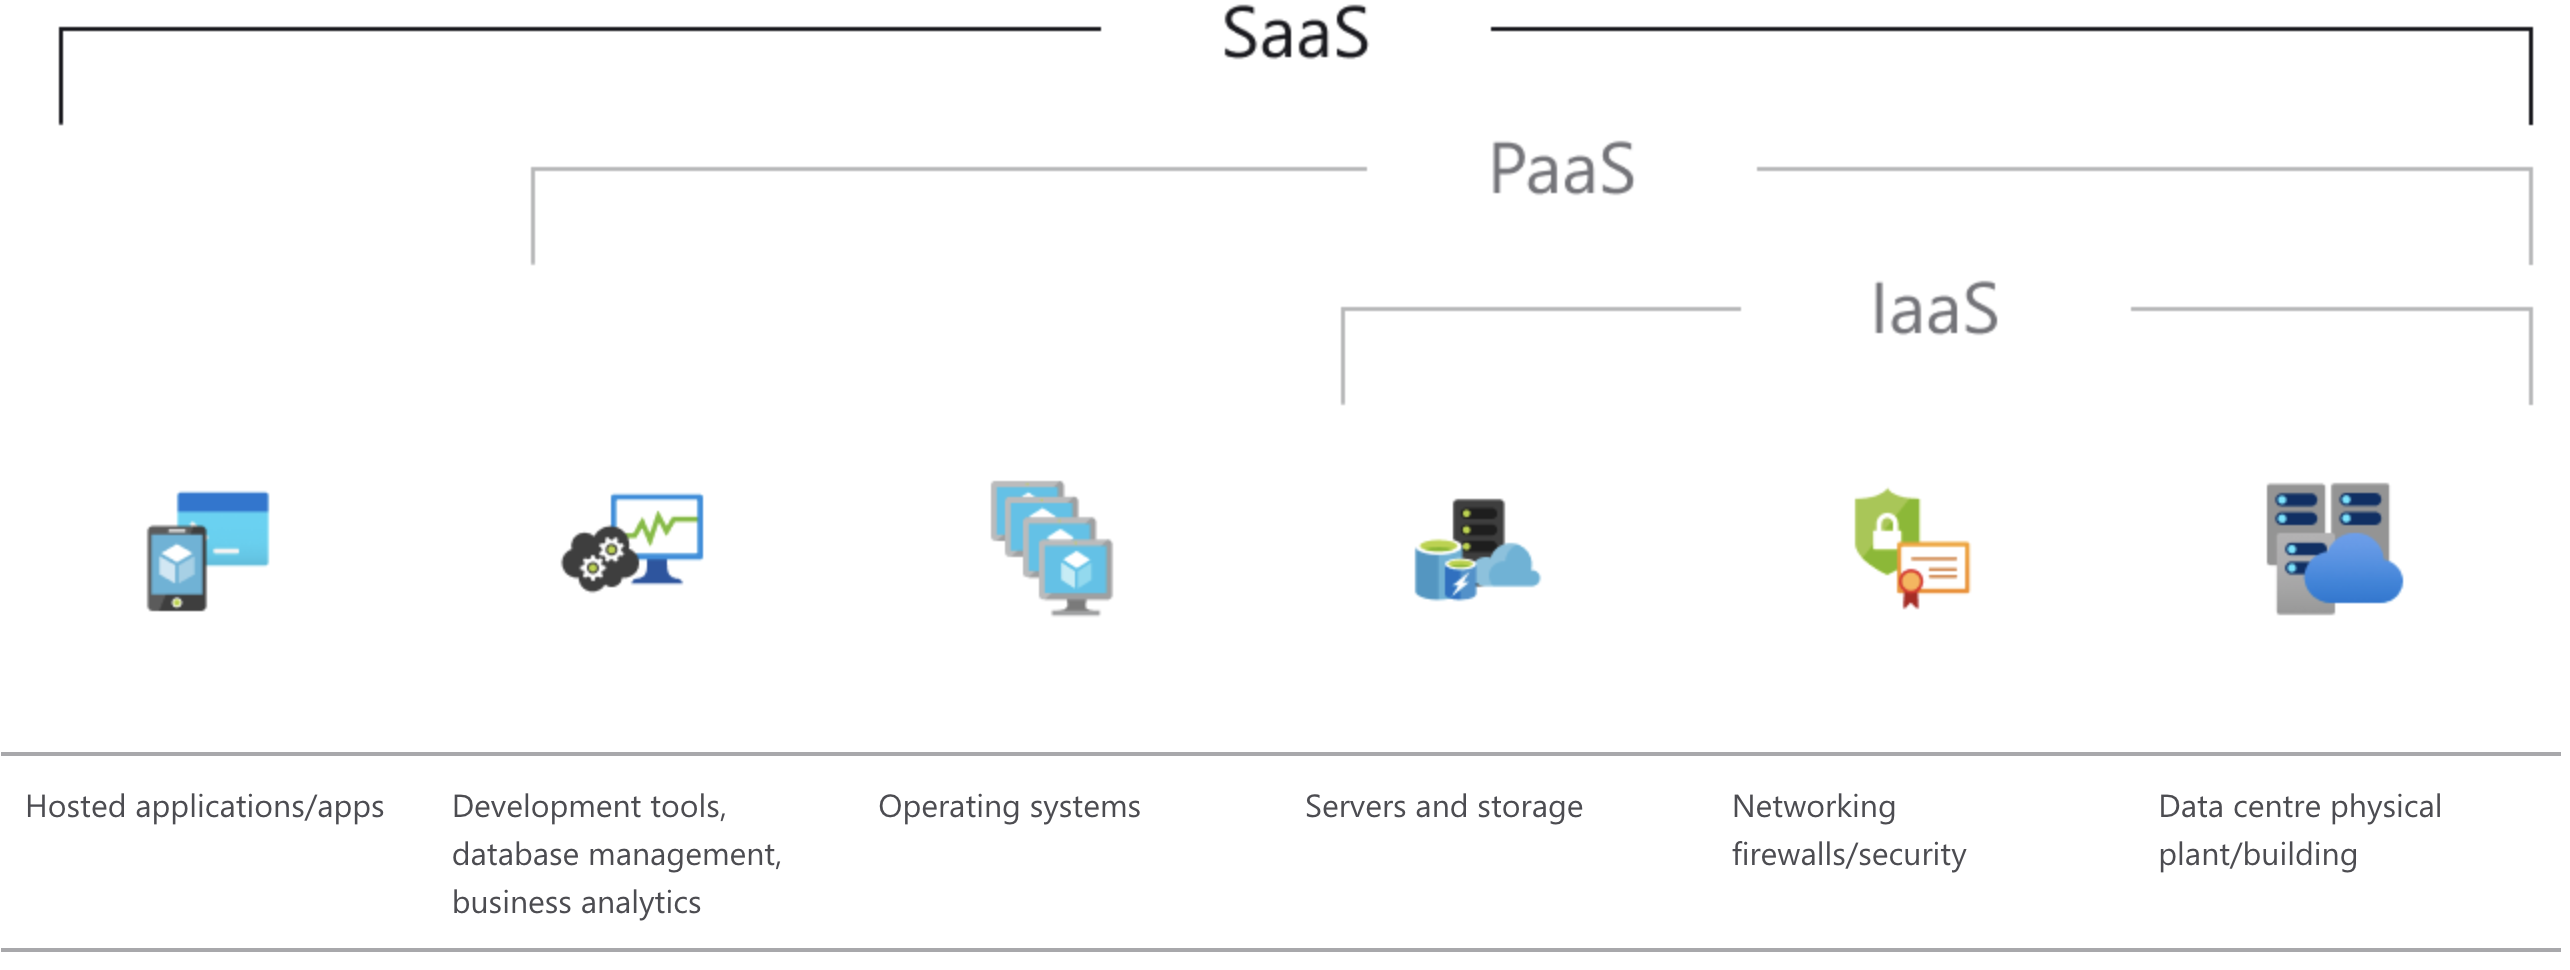 SaaS
PaaS
IaaS
Hosted applications/apps
Development tools,
database management,
business analytics
Operating systems
Servers and storage
Networking
firewalls/security
Data centre physical
plant/building